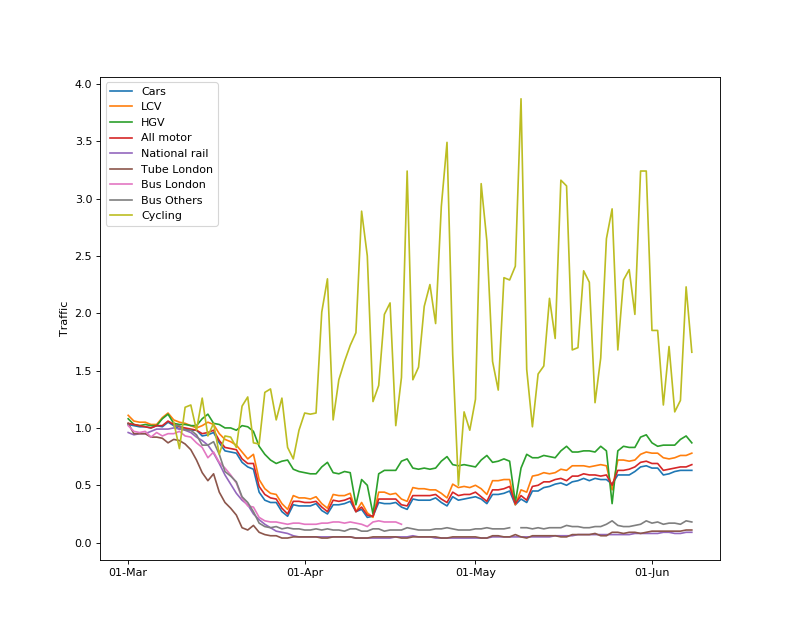 4.0
3.5
3.0
2.5
2.0
1.5
1.0
0.5
0.0
Traffic
Cars
LCV
HGV
All motor
National rail
Tube London
Bus London
Bus Others
Cycling
01-Mar
01-Apr
01-May
01-Jun